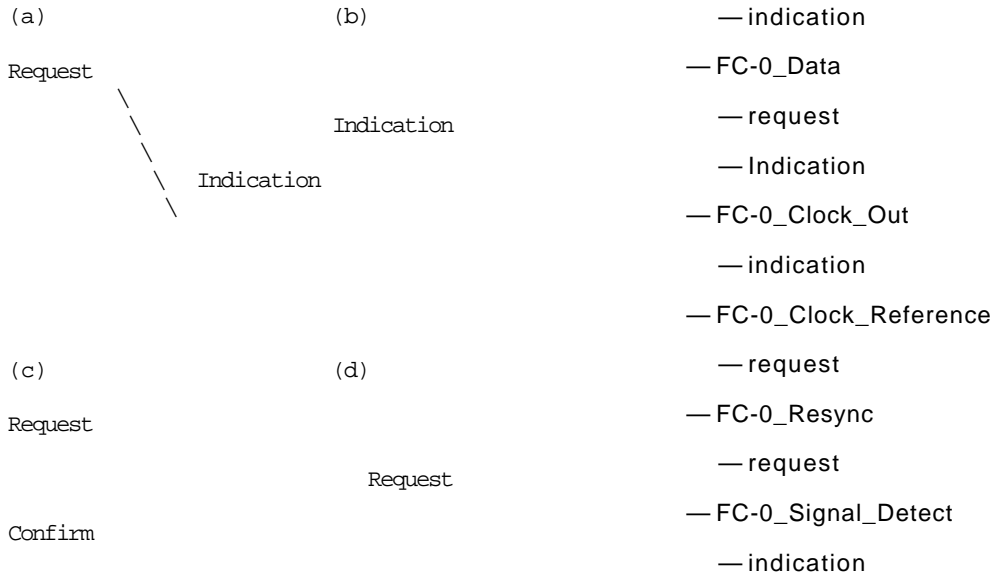 (a) (b)
Request
Indication
Indication
(c) (d)
Request
Request
Confirm
— indication
— FC-0_Data
— request
— Indication
— FC-0_Clock_Out
— indication
— FC-0_Clock_Reference
— request
— FC-0_Resync
— request
— FC-0_Signal_Detect
— indication